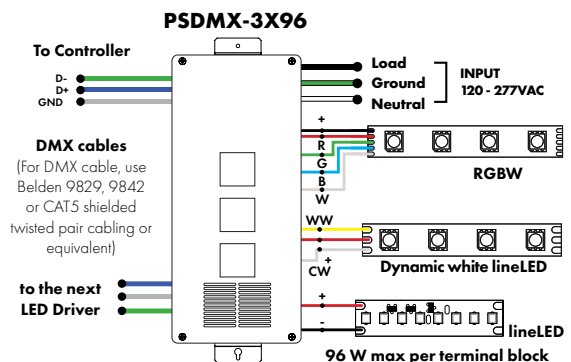 PSDMX-3X96
To Controller
D-
D+
GND
DMX cables
(For DMX cable, use
Belden 9829, 9842
or CAT5 shielded
twisted pair cabling or
equivalent)
to the next
LED Driver
Load
Ground
Neutral
INPUT
120 - 277VAC
+
R
G
B
W
RGBW
WW
+
CW
Dynamic white lineLED
+
-
lineLED
96 W max per terminal block